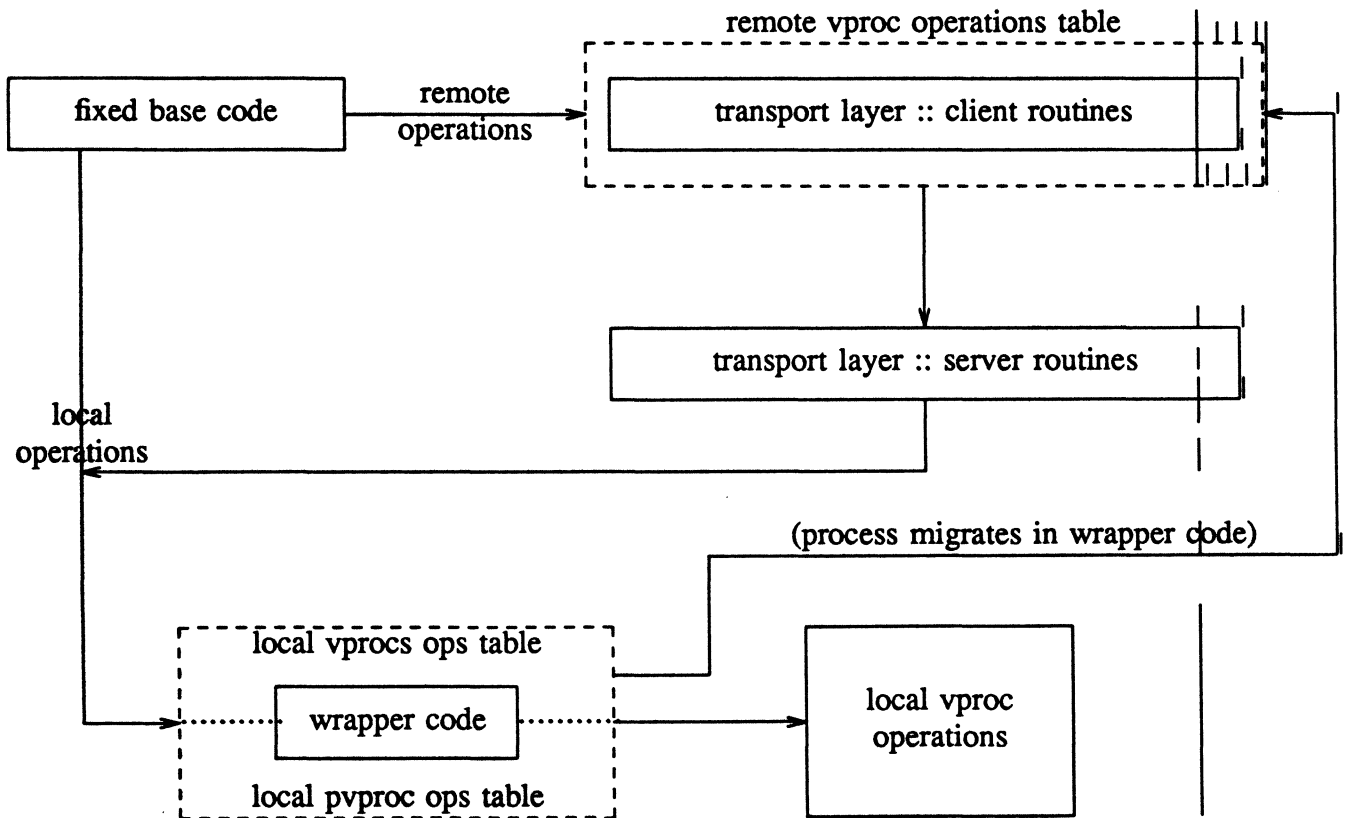 remote vproc operations table
fixed base code
remote
operations
transport layer :: client routines
transport layer :: server routines
local
operations
(process migrates in wrapper code)
local vprocs ops table
wrapper code
local vproc
operations
local pvproc ops table